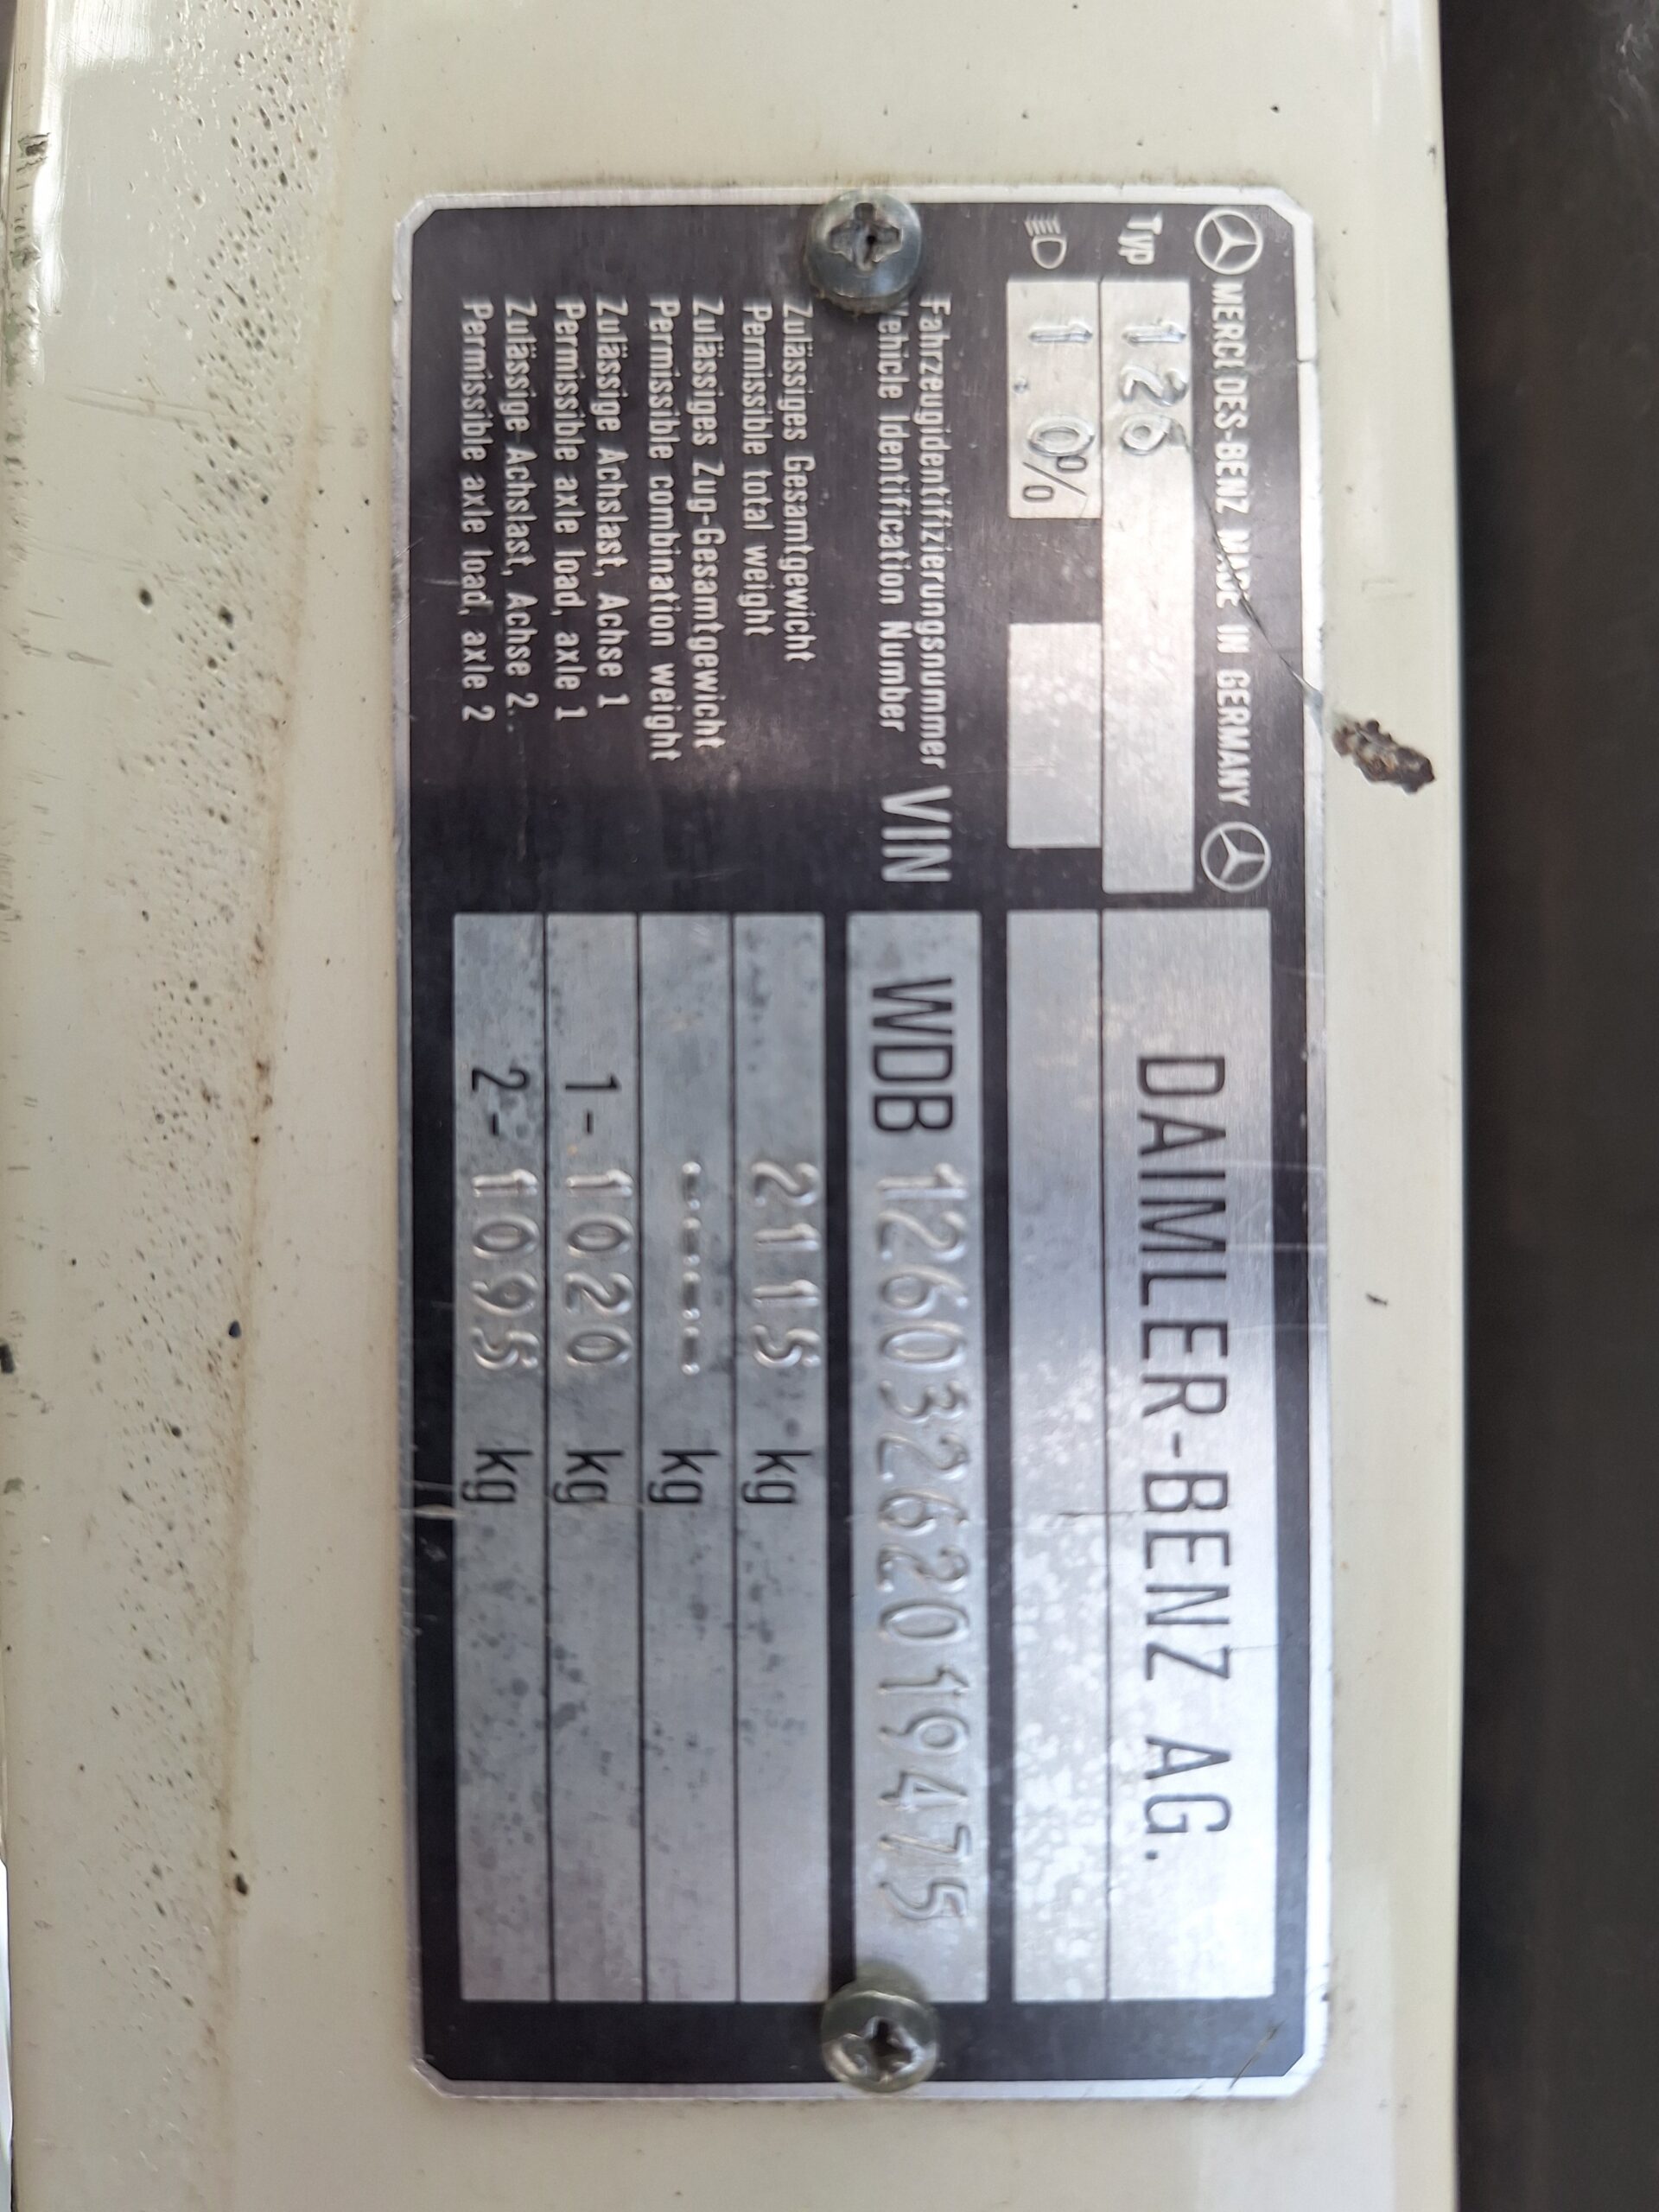 MERCEDES-BENZ MADE IN GERMANY
DAIMLER-BENZ AG.
Typ 126
1.0%
Fahrzeugidentifizierungsnummer
Vehicle Identification Number
VIN WDB 12603262019475
Zulässiges Gesamtgewicht
Permissible total weight
2115 kg
Zulässiges Zug-Gesamtgewicht
Permissible combination weight
----- kg
Zulässige Achslast, Achse 1
Permissible axle load, axle 1
1- 1020 kg
Zulässige Achslast, Achse 2
Permissible axle load, axle 2
2- 1095 kg